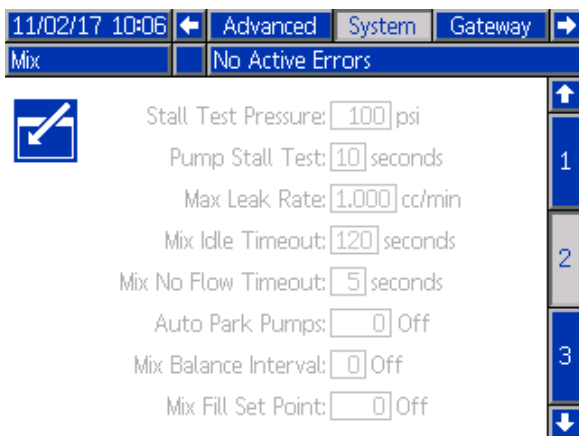 11/02/17 10:06 Advanced System Gateway
Mix No Active Errors
Stall Test Pressure: 100 psi
Pump Stall Test: 10 seconds
Max Leak Rate: 1.000 cc/min
Mix Idle Timeout: 120 seconds
Mix No Flow Timeout: 5 seconds
Auto Park Pumps: 0 Off
Mix Balance Interval: 0 Off
Mix Fill Set Point: 0 Off
1
2
3